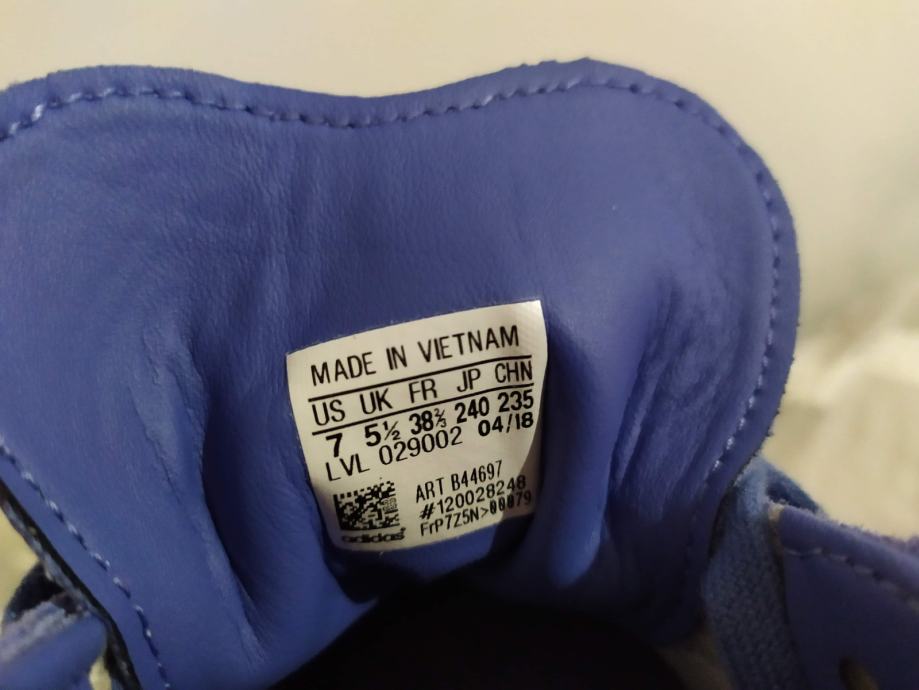 MADE IN VIETNAM
US UK FR JP CHN
7 5½ 38⅔ 240 235
LVL 029002 04/18
ART B44697
#120028248
FrP7Z5N>00079
adidas